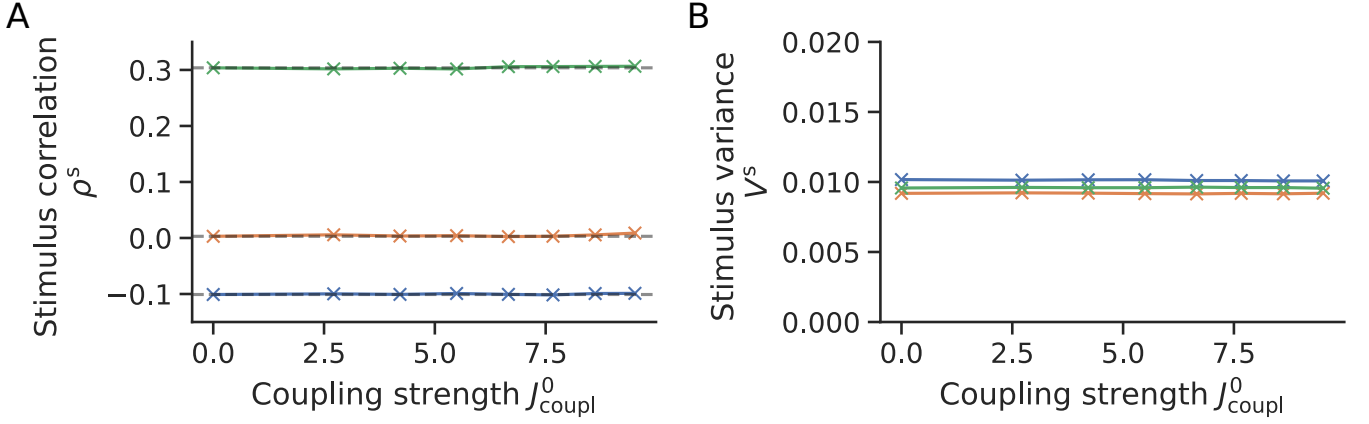 A
Stimulus correlation
ρˢ
0.3
0.2
0.1
0.0
−0.1
0.0 2.5 5.0 7.5
Coupling strength J⁰coupl
B
Stimulus variance
Vˢ
0.020
0.015
0.010
0.005
0.000
0.0 2.5 5.0 7.5
Coupling strength J⁰coupl